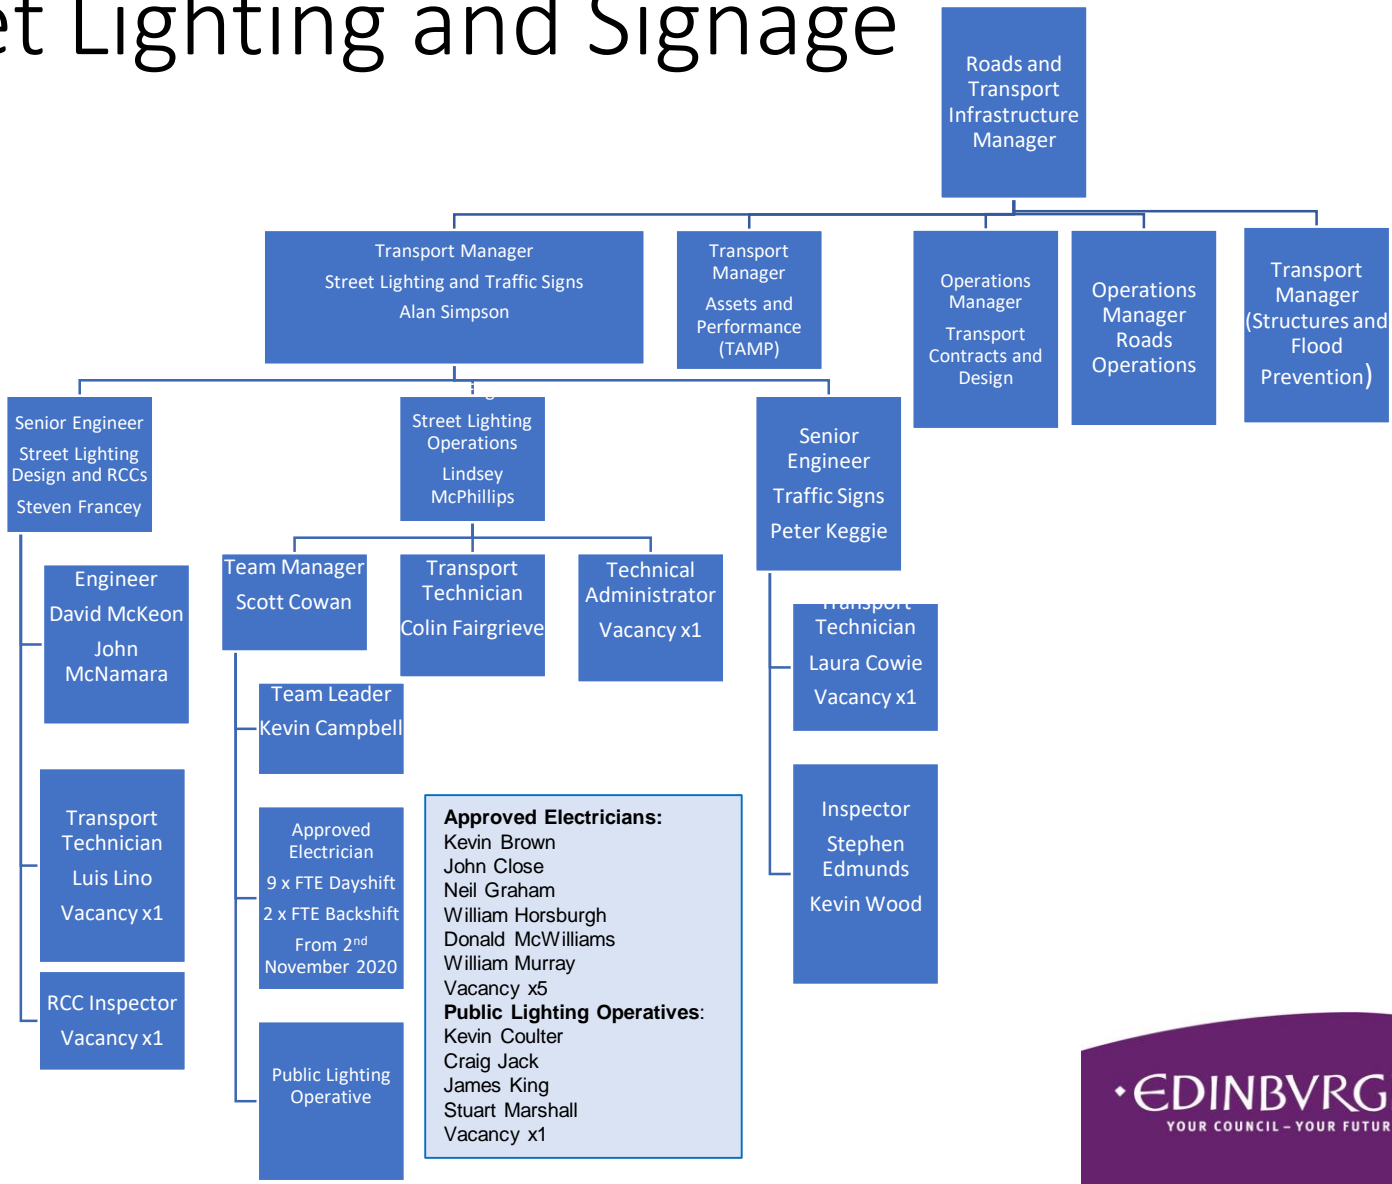 et Lighting and Signage
Roads and
Transport
Infrastructure
Manager
Transport Manager
Street Lighting and Traffic Signs
Alan Simpson
Transport
Manager
Assets and
Performance
(TAMP)
Operations
Manager
Transport
Contracts and
Design
Operations
Manager
Roads
Operations
Transport
Manager
(Structures and
Flood
Prevention)
Senior Engineer
Street Lighting
Design and RCCs
Steven Francey
Street Lighting
Operations
Lindsey
McPhillips
Senior
Engineer
Traffic Signs
Peter Keggie
Engineer
David McKeon
John
McNamara
Transport
Technician
Luis Lino
Vacancy x1
RCC Inspector
Vacancy x1
Team Manager
Scott Cowan
Transport
Technician
Colin Fairgrieve
Technical
Administrator
Vacancy x1
Team Leader
Kevin Campbell
Approved
Electrician
9 x FTE Dayshift
2 x FTE Backshift
From 2nd
November 2020
Public Lighting
Operative
Approved Electricians:
Kevin Brown
John Close
Neil Graham
William Horsburgh
Donald McWilliams
William Murray
Vacancy x5
Public Lighting Operatives:
Kevin Coulter
Craig Jack
James King
Stuart Marshall
Vacancy x1
Transport
Technician
Laura Cowie
Vacancy x1
Inspector
Stephen
Edmunds
Kevin Wood
•EDINBVRG
YOUR COUNCIL – YOUR FUTUR